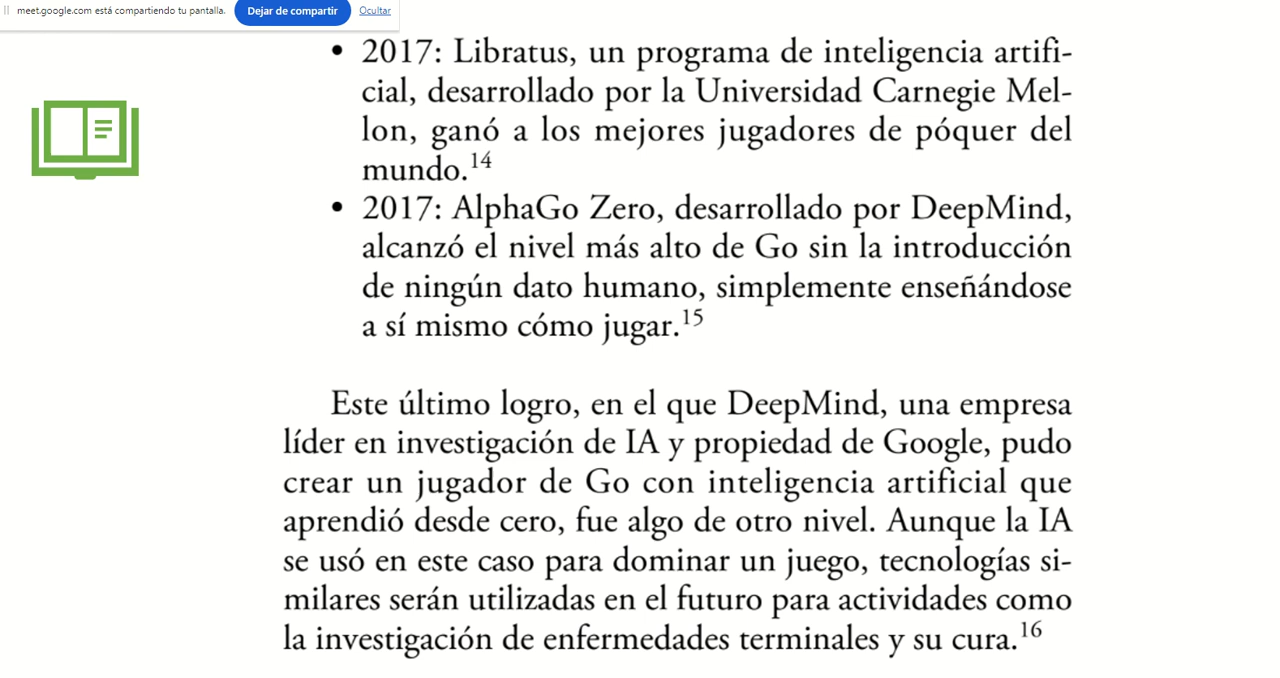 meet.google.com está compartiendo tu pantalla. Dejar de compartir Ocultar
• 2017: Libratus, un programa de inteligencia artifi-
cial, desarrollado por la Universidad Carnegie Mel-
lon, ganó a los mejores jugadores de póquer del
mundo.14
• 2017: AlphaGo Zero, desarrollado por DeepMind,
alcanzó el nivel más alto de Go sin la introducción
de ningún dato humano, simplemente enseñándose
a sí mismo cómo jugar.15
Este último logro, en el que DeepMind, una empresa
líder en investigación de IA y propiedad de Google, pudo
crear un jugador de Go con inteligencia artificial que
aprendió desde cero, fue algo de otro nivel. Aunque la IA
se usó en este caso para dominar un juego, tecnologías si-
milares serán utilizadas en el futuro para actividades como
la investigación de enfermedades terminales y su cura.16